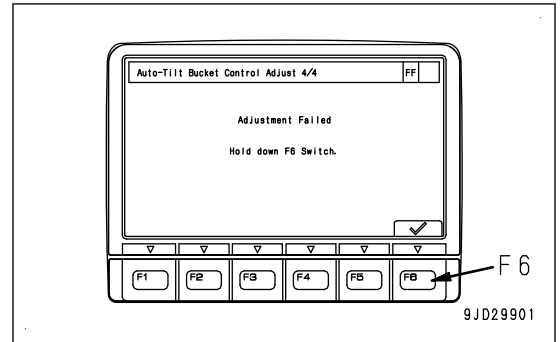 Auto-Tilt Bucket Control Adjust 4/4 FF
Adjustment Failed
Hold down F6 Switch.
F1 F2 F3 F4 F5 F6
F6
9JD29901